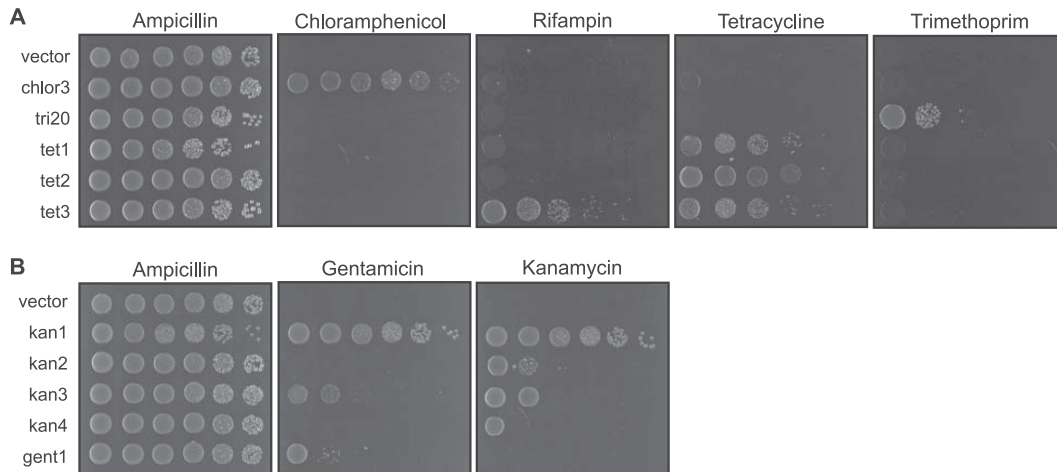 A
Ampicillin Chloramphenicol Rifampin Tetracycline Trimethoprim
vector
chlor3
tri20
tet1
tet2
tet3
B
Ampicillin Gentamicin Kanamycin
vector
kan1
kan2
kan3
kan4
gent1